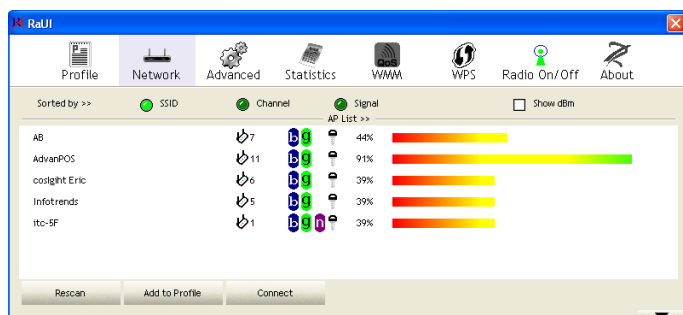 RaUI
Profile Network Advanced Statistics QoS WMM WPS Radio On/Off About
Sorted by >> SSID Channel Signal Show dBm
AP List >>
AB 7 b g 44%
AdvanPOS 11 b g 91%
coslgiht Eric 6 b g 39%
Infotrends 5 b g 39%
itc-5F 1 b g n 39%
Rescan Add to Profile Connect